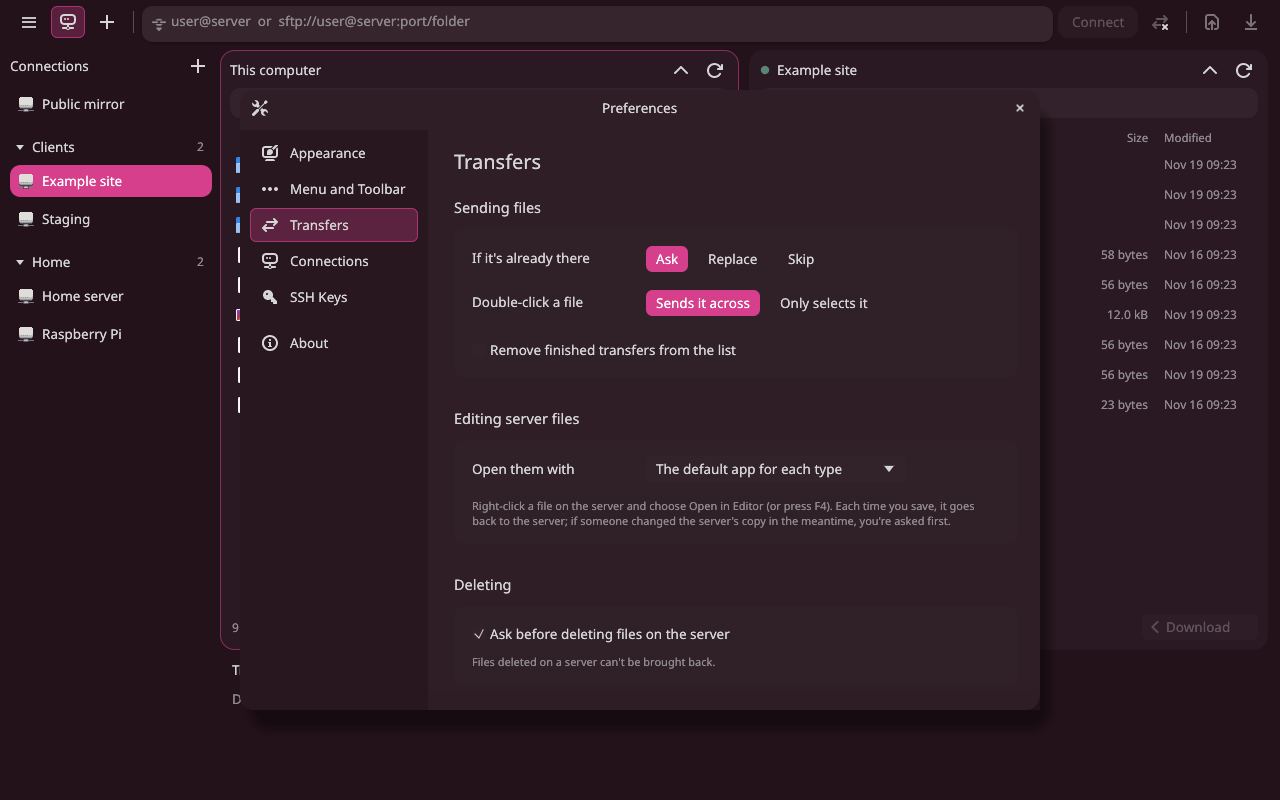 user@server or sftp://user@server:port/folder
Connect
Connections
Public mirror
Clients 2
Example site
Staging
Home 2
Home server
Raspberry Pi
This computer
Example site
Size Modified
Nov 19 09:23
Nov 19 09:23
Nov 19 09:23
58 bytes Nov 16 09:23
56 bytes Nov 16 09:23
12.0 kB Nov 19 09:23
56 bytes Nov 16 09:23
56 bytes Nov 19 09:23
23 bytes Nov 16 09:23
9
Download
Preferences
Appearance
Menu and Toolbar
Transfers
Connections
SSH Keys
About
Transfers
Sending files
If it's already there Ask Replace Skip
Double-click a file Sends it across Only selects it
Remove finished transfers from the list
Editing server files
Open them with The default app for each type
Right-click a file on the server and choose Open in Editor (or press F4). Each time you save, it goes
back to the server; if someone changed the server's copy in the meantime, you're asked first.
Deleting
Ask before deleting files on the server
Files deleted on a server can't be brought back.